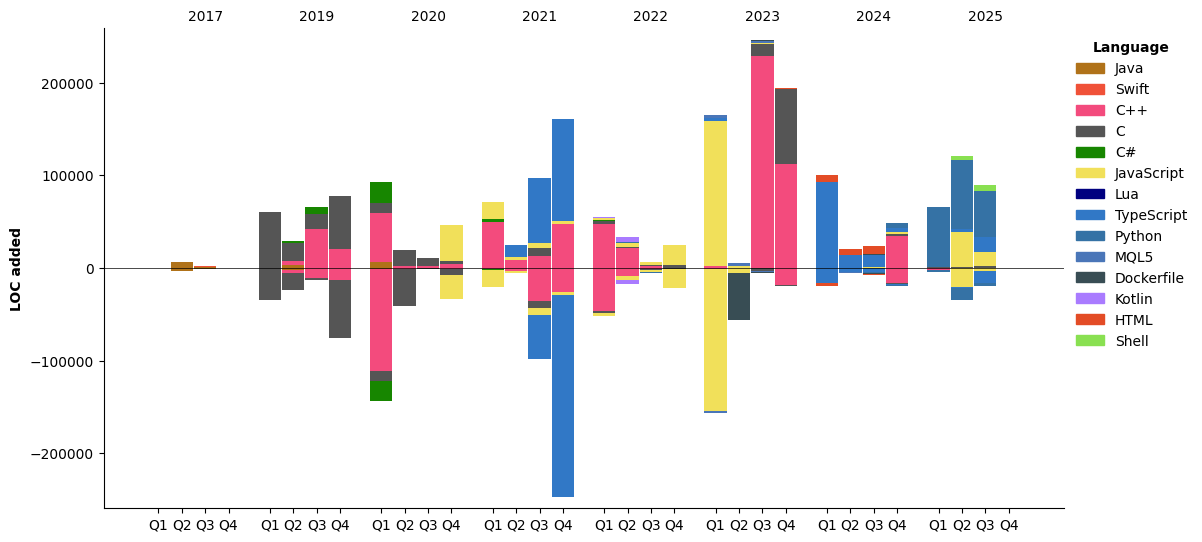 2017 2019 2020 2021 2022 2023 2024 2025
LOC added
200000
100000
0
−100000
−200000
Q1 Q2 Q3 Q4 Q1 Q2 Q3 Q4 Q1 Q2 Q3 Q4 Q1 Q2 Q3 Q4 Q1 Q2 Q3 Q4 Q1 Q2 Q3 Q4 Q1 Q2 Q3 Q4 Q1 Q2 Q3 Q4
Language
Java
Swift
C++
C
C#
JavaScript
Lua
TypeScript
Python
MQL5
Dockerfile
Kotlin
HTML
Shell